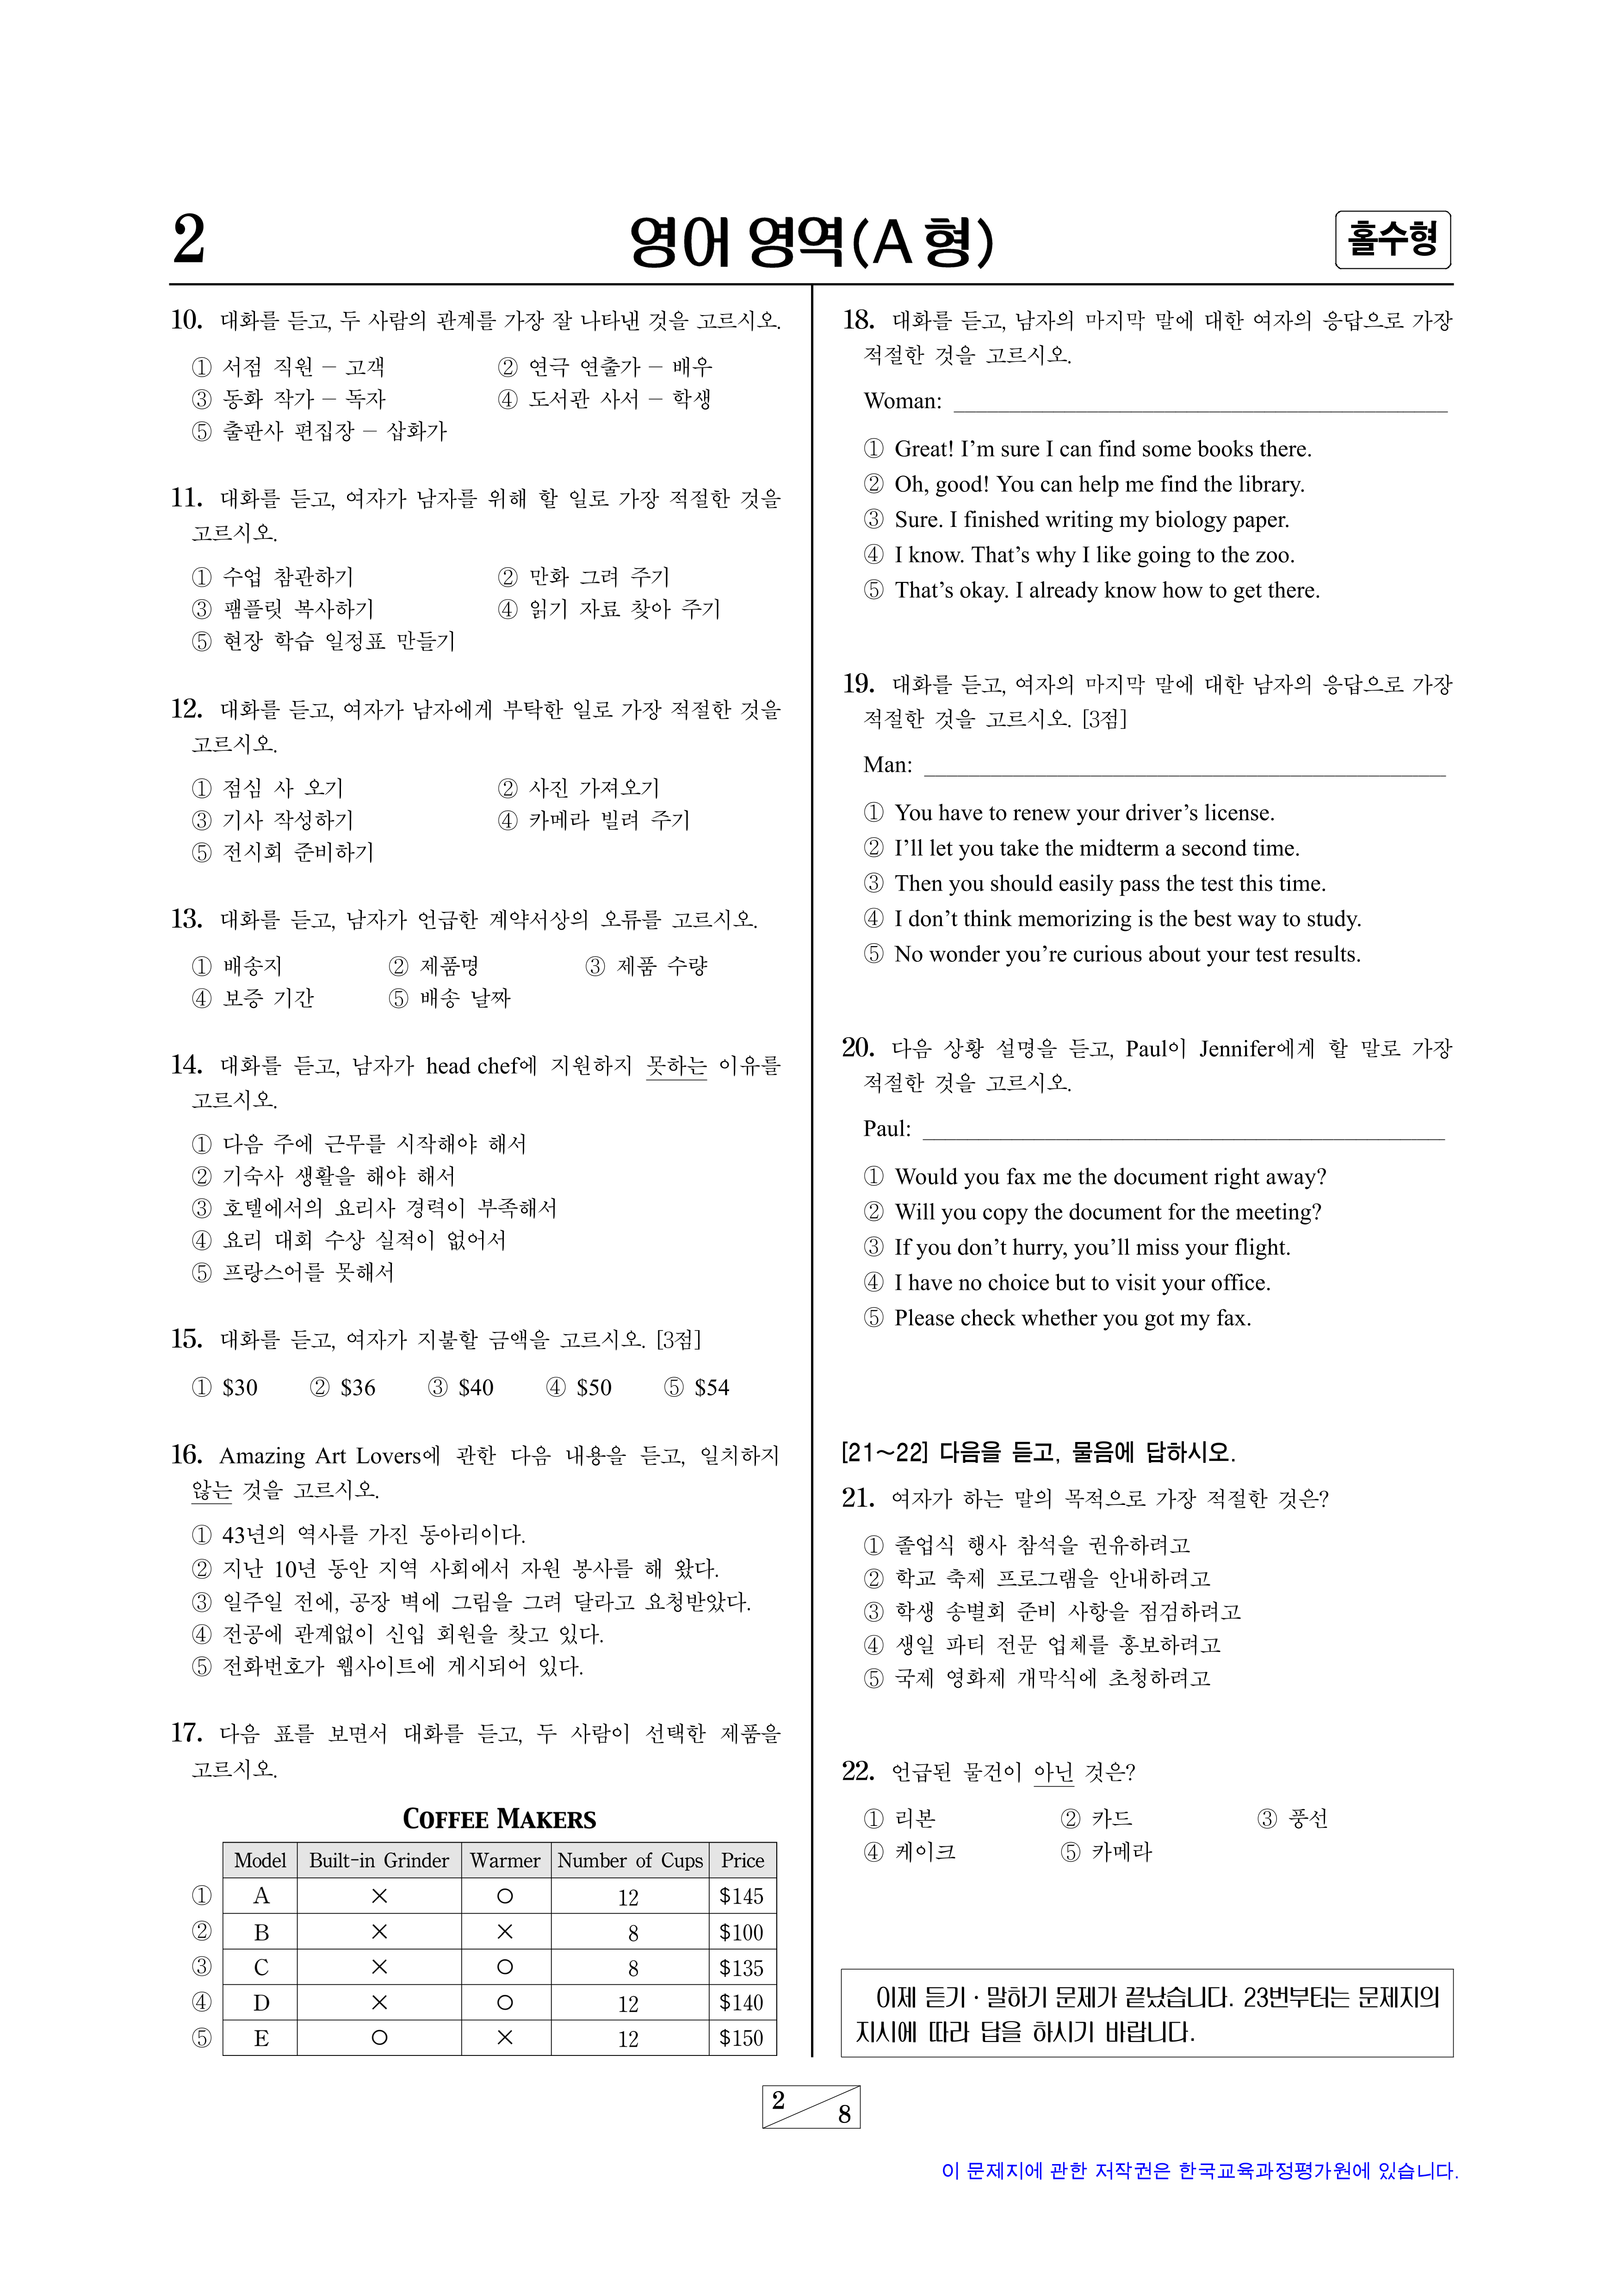 2
영어 영역(A 형)
홀수형
10. 대화를 듣고, 두 사람의 관계를 가장 잘 나타낸 것을 고르시오.
① 서점 직원 – 고객 ② 연극 연출가 – 배우
③ 동화 작가 – 독자 ④ 도서관 사서 – 학생
⑤ 출판사 편집장 – 삽화가
11. 대화를 듣고, 여자가 남자를 위해 할 일로 가장 적절한 것을
고르시오.
① 수업 참관하기 ② 만화 그려 주기
③ 팸플릿 복사하기 ④ 읽기 자료 찾아 주기
⑤ 현장 학습 일정표 만들기
12. 대화를 듣고, 여자가 남자에게 부탁한 일로 가장 적절한 것을
고르시오.
① 점심 사 오기 ② 사진 가져오기
③ 기사 작성하기 ④ 카메라 빌려 주기
⑤ 전시회 준비하기
13. 대화를 듣고, 남자가 언급한 계약서상의 오류를 고르시오.
① 배송지 ② 제품명 ③ 제품 수량
④ 보증 기간 ⑤ 배송 날짜
14. 대화를 듣고, 남자가 head chef에 지원하지 못하는 이유를
고르시오.
① 다음 주에 근무를 시작해야 해서
② 기숙사 생활을 해야 해서
③ 호텔에서의 요리사 경력이 부족해서
④ 요리 대회 수상 실적이 없어서
⑤ 프랑스어를 못해서
15. 대화를 듣고, 여자가 지불할 금액을 고르시오. [3점]
① $30 ② $36 ③ $40 ④ $50 ⑤ $54
16. Amazing Art Lovers에 관한 다음 내용을 듣고, 일치하지
않는 것을 고르시오.
① 43년의 역사를 가진 동아리이다.
② 지난 10년 동안 지역 사회에서 자원 봉사를 해 왔다.
③ 일주일 전에, 공장 벽에 그림을 그려 달라고 요청받았다.
④ 전공에 관계없이 신입 회원을 찾고 있다.
⑤ 전화번호가 웹사이트에 게시되어 있다.
17. 다음 표를 보면서 대화를 듣고, 두 사람이 선택한 제품을
고르시오.
COFFEE MAKERS
Model Built-in Grinder Warmer Number of Cups Price
① A × ○ 12 $145
② B × × 8 $100
③ C × ○ 8 $135
④ D × ○ 12 $140
⑤ E ○ × 12 $150
18. 대화를 듣고, 남자의 마지막 말에 대한 여자의 응답으로 가장
적절한 것을 고르시오.
Woman:
① Great! I'm sure I can find some books there.
② Oh, good! You can help me find the library.
③ Sure. I finished writing my biology paper.
④ I know. That's why I like going to the zoo.
⑤ That's okay. I already know how to get there.
19. 대화를 듣고, 여자의 마지막 말에 대한 남자의 응답으로 가장
적절한 것을 고르시오. [3점]
Man:
① You have to renew your driver's license.
② I'll let you take the midterm a second time.
③ Then you should easily pass the test this time.
④ I don't think memorizing is the best way to study.
⑤ No wonder you're curious about your test results.
20. 다음 상황 설명을 듣고, Paul이 Jennifer에게 할 말로 가장
적절한 것을 고르시오.
Paul:
① Would you fax me the document right away?
② Will you copy the document for the meeting?
③ If you don't hurry, you'll miss your flight.
④ I have no choice but to visit your office.
⑤ Please check whether you got my fax.
[21～22] 다음을 듣고, 물음에 답하시오.
21. 여자가 하는 말의 목적으로 가장 적절한 것은?
① 졸업식 행사 참석을 권유하려고
② 학교 축제 프로그램을 안내하려고
③ 학생 송별회 준비 사항을 점검하려고
④ 생일 파티 전문 업체를 홍보하려고
⑤ 국제 영화제 개막식에 초청하려고
22. 언급된 물건이 아닌 것은?
① 리본 ② 카드 ③ 풍선
④ 케이크 ⑤ 카메라
이제 듣기·말하기 문제가 끝났습니다. 23번부터는 문제지의
지시에 따라 답을 하시기 바랍니다.
2
8
이 문제지에 관한 저작권은 한국교육과정평가원에 있습니다.